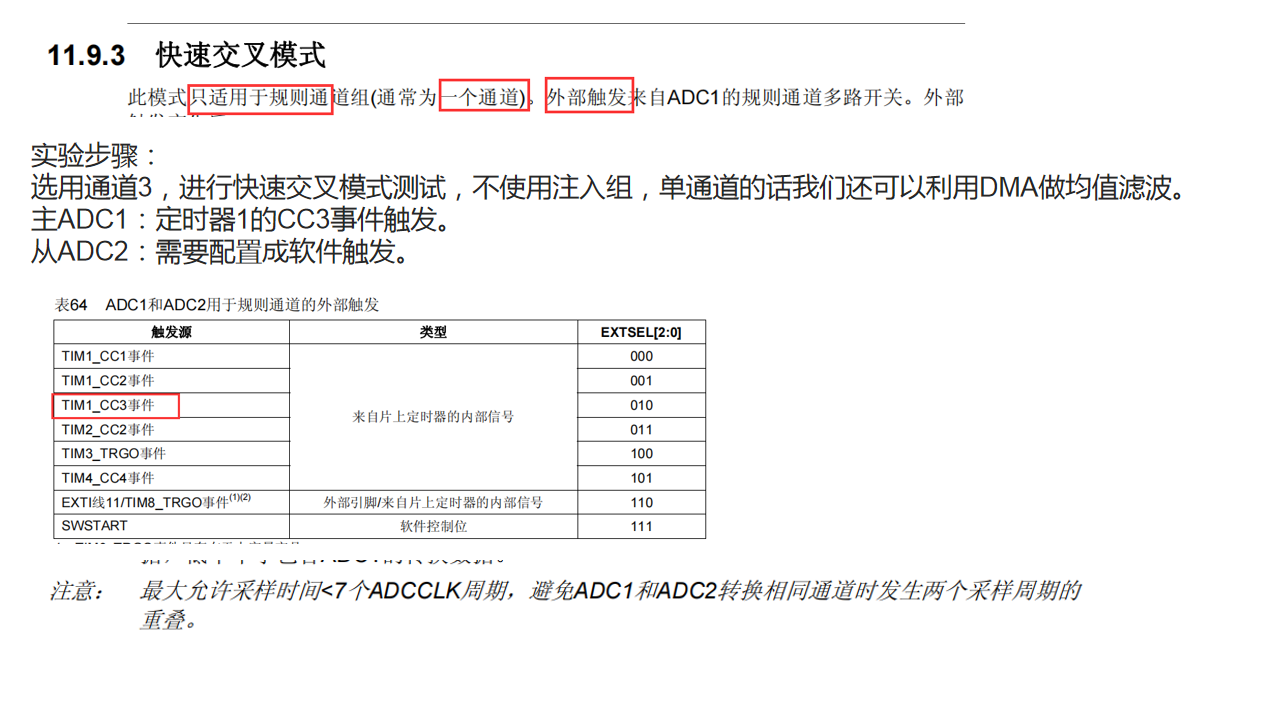 11.9.3 快速交叉模式
此模式只适用于规则通道组(通常为一个通道)。外部触发来自ADC1的规则通道多路开关。外部
实验步骤：
选用通道3，进行快速交叉模式测试，不使用注入组，单通道的话我们还可以利用DMA做均值滤波。
主ADC1：定时器1的CC3事件触发。
从ADC2：需要配置成软件触发。
表64 ADC1和ADC2用于规则通道的外部触发
触发源 类型 EXTSEL[2:0]
TIM1_CC1事件 000
TIM1_CC2事件 001
TIM1_CC3事件 010
来自片上定时器的内部信号
TIM2_CC2事件 011
TIM3_TRGO事件 100
TIM4_CC4事件 101
EXTI线11/TIM8_TRGO事件(1)(2) 外部引脚/来自片上定时器的内部信号 110
SWSTART 软件控制位 111
注意： 最大允许采样时间<7个ADCCLK周期，避免ADC1和ADC2转换相同通道时发生两个采样周期的
重叠。